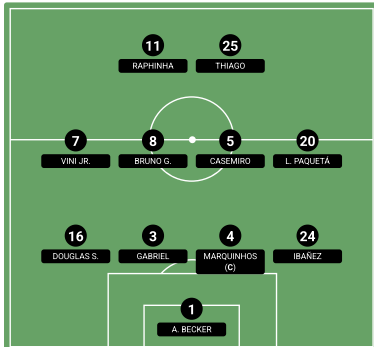 11 25
RAPHINHA THIAGO
7 8 5 20
VINI JR. BRUNO G. CASEMIRO L. PAQUETÁ
16 3 4 24
DOUGLAS S. GABRIEL MARQUINHOS IBAÑEZ
(C)
1
A. BECKER